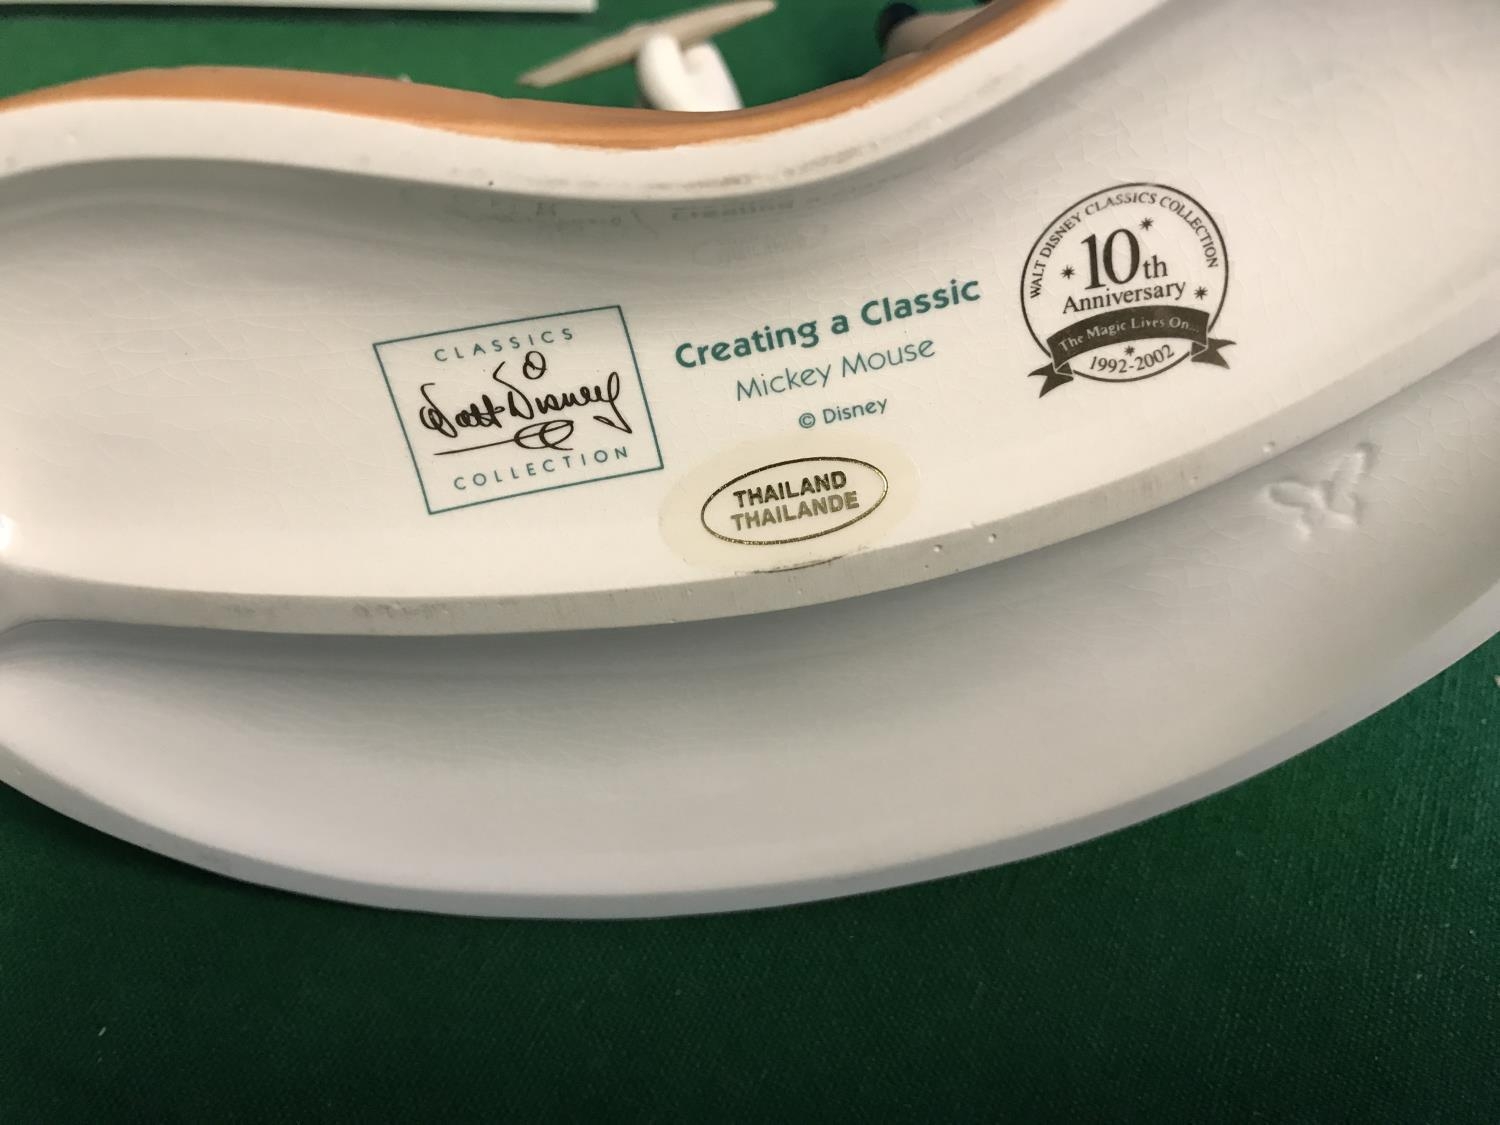 CLASSICS
Walt Disney
COLLECTION
Creating a Classic
Mickey Mouse
© Disney
THAILAND
THAILANDE
WALT DISNEY CLASSICS COLLECTION
10th
Anniversary
The Magic Lives On...
1992-2002